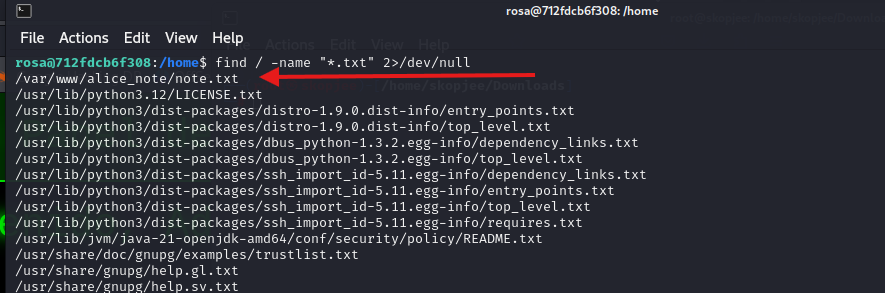 rosa@712fdcb6f308: /home
File Actions Edit View Help
rosa@712fdcb6f308:/home$ find / -name "*.txt" 2>/dev/null
/var/www/alice_note/note.txt
/home/skopjee/Downloads
/usr/lib/python3.12/LICENSE.txt
/usr/lib/python3/dist-packages/distro-1.9.0.dist-info/entry_points.txt
/usr/lib/python3/dist-packages/distro-1.9.0.dist-info/top_level.txt
/usr/lib/python3/dist-packages/dbus_python-1.3.2.egg-info/dependency_links.txt
/usr/lib/python3/dist-packages/dbus_python-1.3.2.egg-info/top_level.txt
/usr/lib/python3/dist-packages/ssh_import_id-5.11.egg-info/dependency_links.txt
/usr/lib/python3/dist-packages/ssh_import_id-5.11.egg-info/entry_points.txt
/usr/lib/python3/dist-packages/ssh_import_id-5.11.egg-info/top_level.txt
/usr/lib/python3/dist-packages/ssh_import_id-5.11.egg-info/requires.txt
/usr/lib/jvm/java-21-openjdk-amd64/conf/security/policy/README.txt
/usr/share/doc/gnupg/examples/trustlist.txt
/usr/share/gnupg/help.gl.txt
/usr/share/gnupg/help.sv.txt